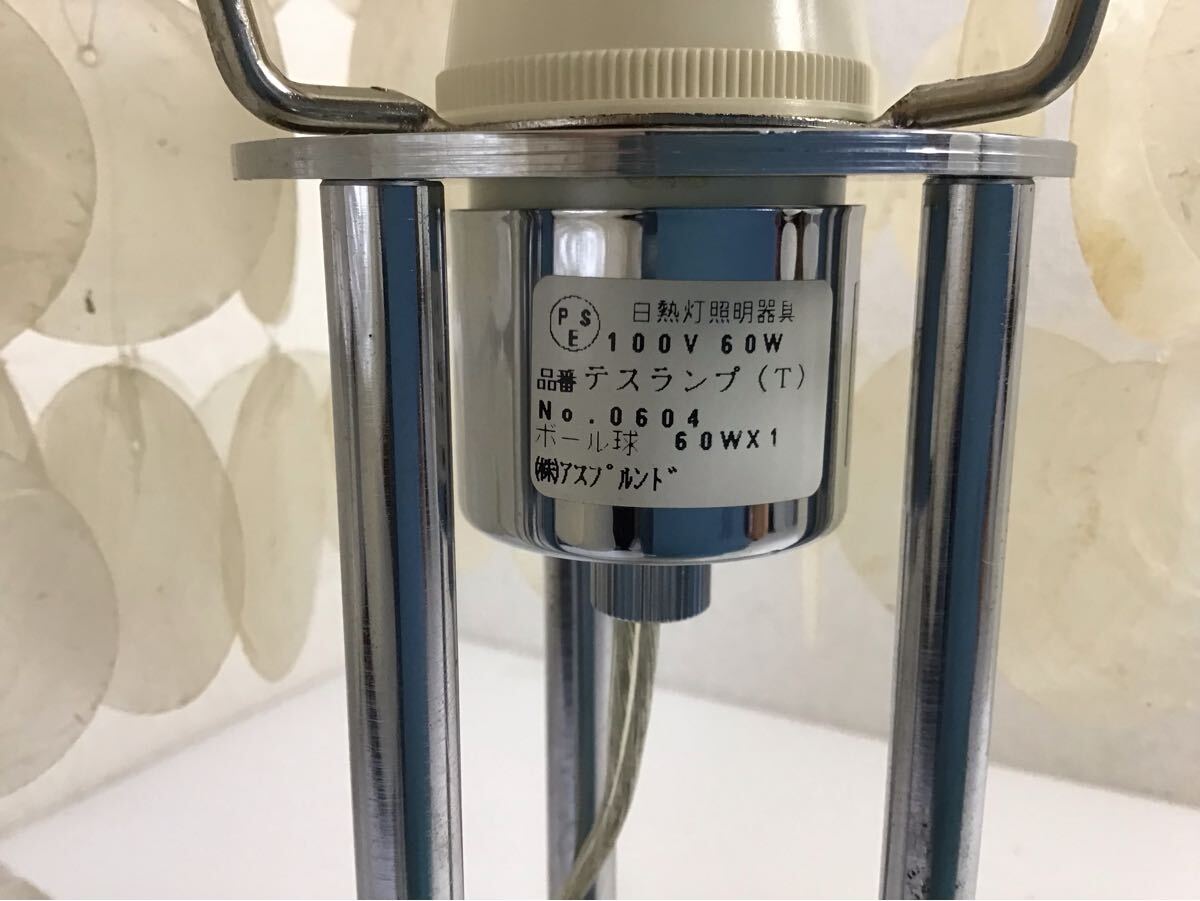 PSE 白熱灯照明器具
100V 60W
品番 テスランプ(T)
No.0604
ボール球 60WX1
(株)アスプルンド